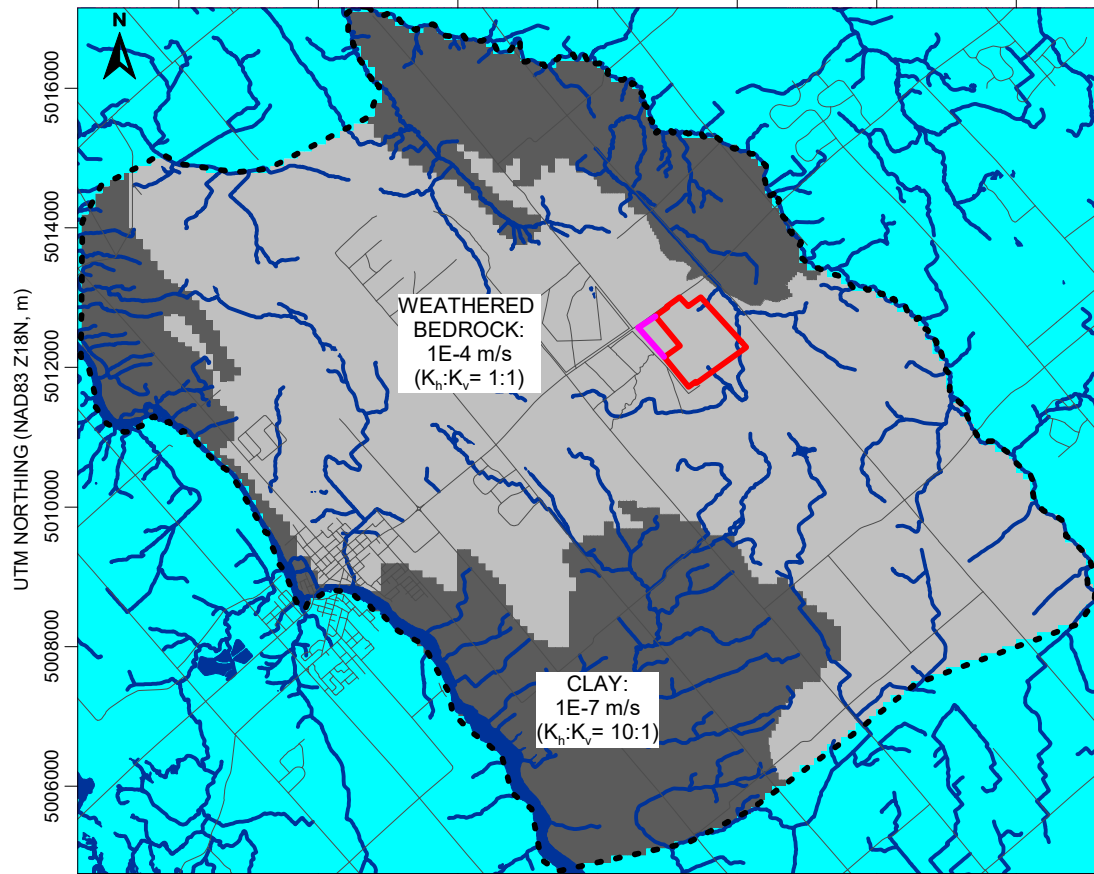 N
UTM NORTHING (NAD83 Z18N, m)
5016000
5014000
5012000
5010000
5008000
5006000
WEATHERED
BEDROCK:
1E-4 m/s
(Kh:Kv= 1:1)
CLAY:
1E-7 m/s
(Kh:Kv= 10:1)